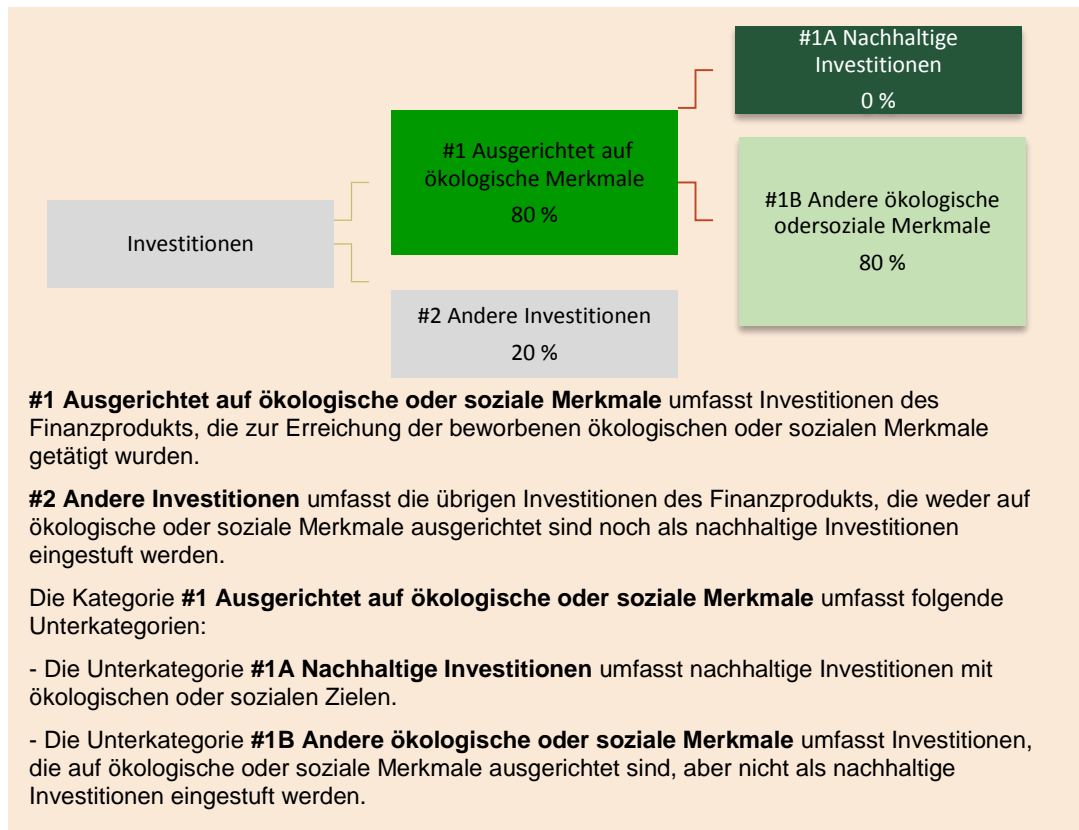 #1A Nachhaltige
Investitionen
0 %
#1 Ausgerichtet auf
ökologische Merkmale
80 %
#1B Andere ökologische
odersoziale Merkmale
80 %
Investitionen
#2 Andere Investitionen
20 %
#1 Ausgerichtet auf ökologische oder soziale Merkmale umfasst Investitionen des
Finanzprodukts, die zur Erreichung der beworbenen ökologischen oder sozialen Merkmale
getätigt wurden.
#2 Andere Investitionen umfasst die übrigen Investitionen des Finanzprodukts, die weder auf
ökologische oder soziale Merkmale ausgerichtet sind noch als nachhaltige Investitionen
eingestuft werden.
Die Kategorie #1 Ausgerichtet auf ökologische oder soziale Merkmale umfasst folgende
Unterkategorien:
- Die Unterkategorie #1A Nachhaltige Investitionen umfasst nachhaltige Investitionen mit
ökologischen oder sozialen Zielen.
- Die Unterkategorie #1B Andere ökologische oder soziale Merkmale umfasst Investitionen,
die auf ökologische oder soziale Merkmale ausgerichtet sind, aber nicht als nachhaltige
Investitionen eingestuft werden.